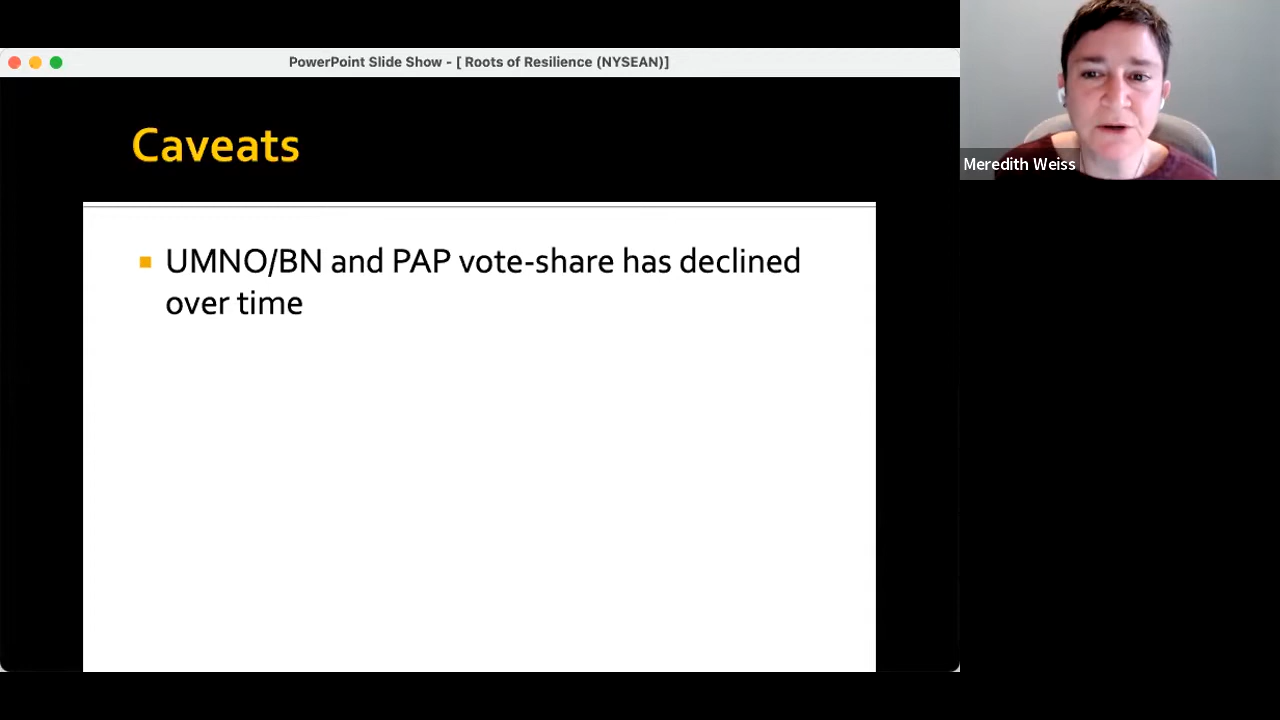 PowerPoint Slide Show - [ Roots of Resilience (NYSEAN)]
Caveats
UMNO/BN and PAP vote-share has declined
over time
Meredith Weiss